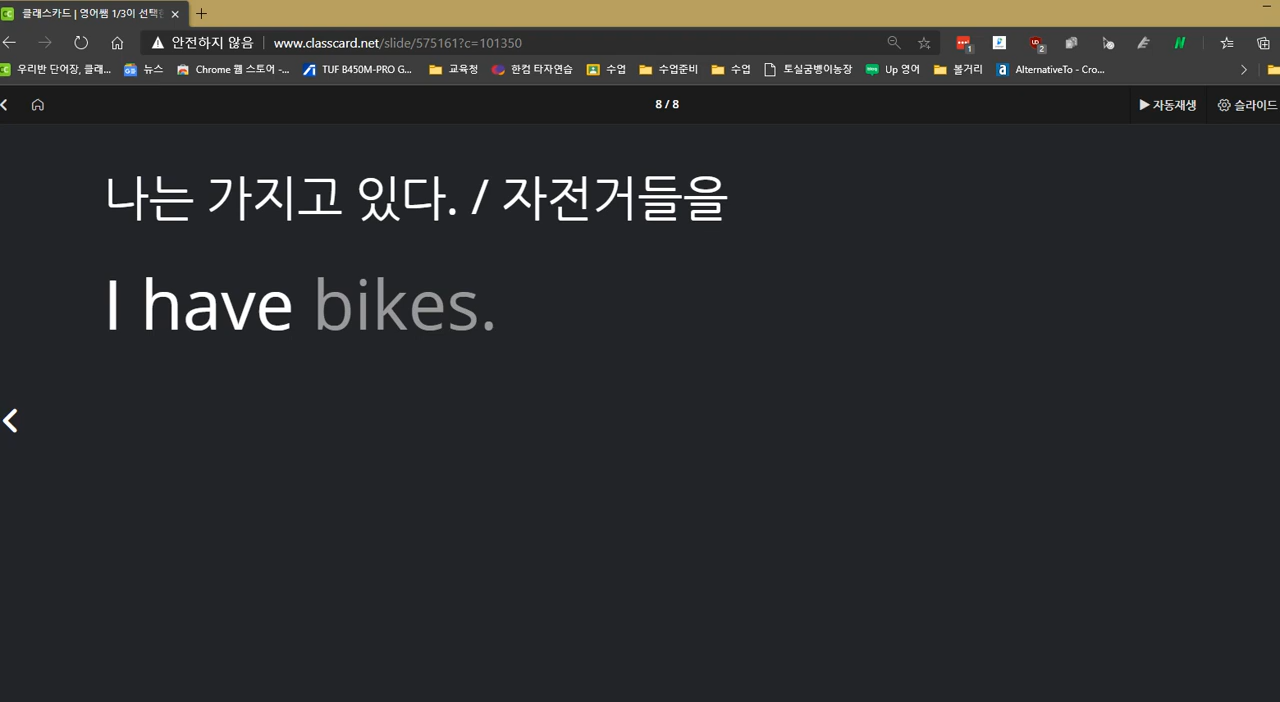 클래스카드 | 영어쌤 1/3이 선택
안전하지 않음 www.classcard.net/slide/575161?c=101350
우리반 단어장, 클래... 뉴스 Chrome 웹 스토어 -... TUF B450M-PRO G... 교육청 한컴 타자연습 수업 수업준비 수업 토실굼벵이농장 Up 영어 볼거리 AlternativeTo - Cro...
8 / 8 자동재생 슬라이드
나는 가지고 있다. / 자전거들을
I have bikes.